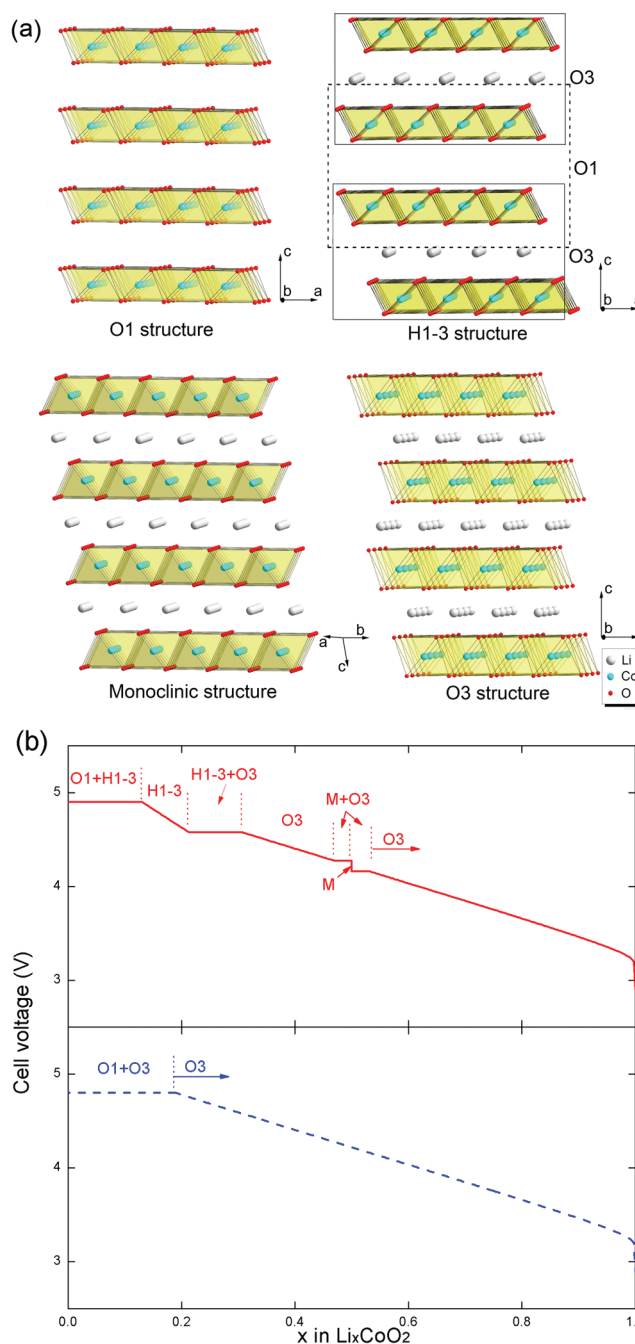 (a)
O3
O1
O3
c
b a
O1 structure
c
b
H1-3 structure
a b
c
Monoclinic structure
c
b
O3 structure
Li
Co
O
(b)
O1+H1-3
H1-3
H1-3+O3
O3
M+O3
O3
M
5
4
3
O1+O3
O3
5
4
3
Cell voltage (V)
0.0 0.2 0.4 0.6 0.8 1.
x in LixCoO2